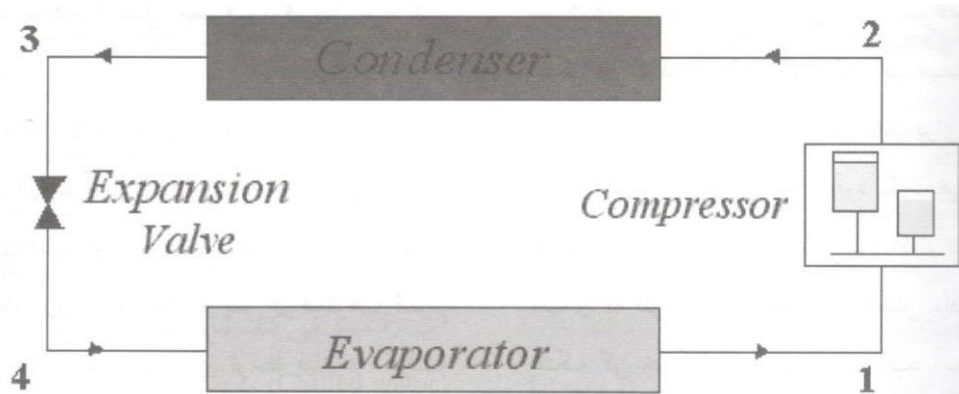 3
Condenser
2
Expansion
Valve
Compressor
4
Evaporator
1